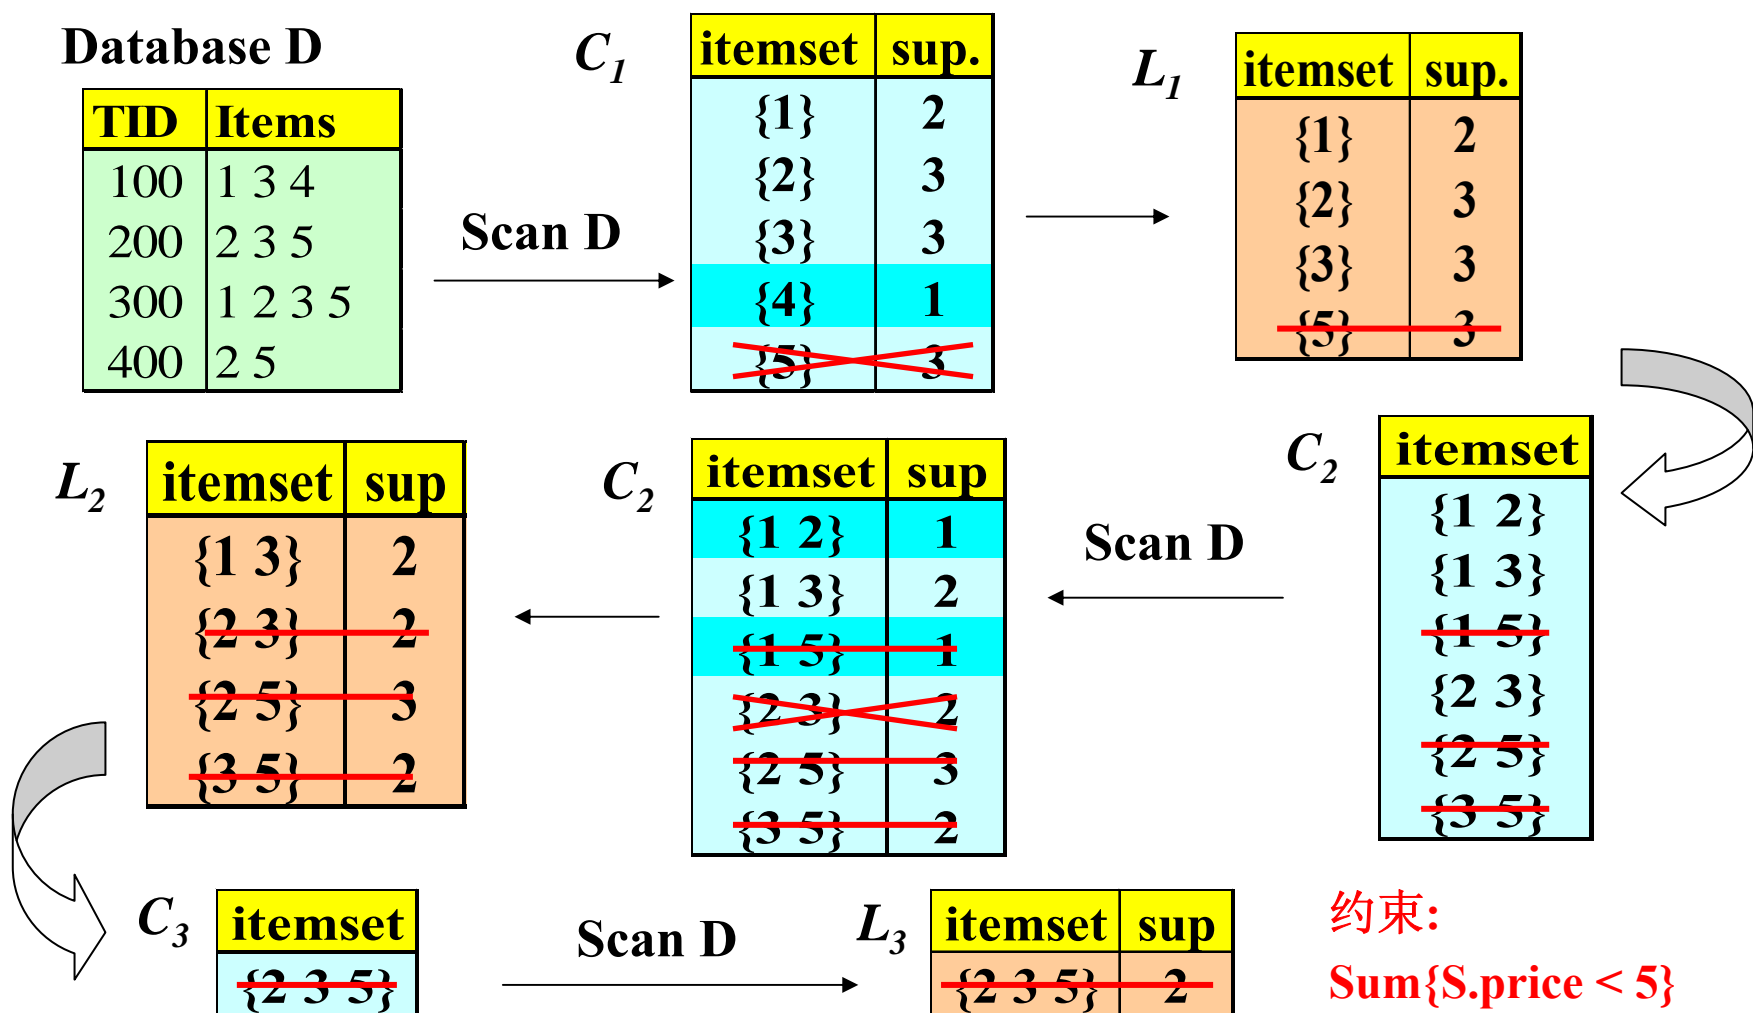 Database D
TID Items
100 1 3 4
200 2 3 5
300 1 2 3 5
400 2 5
Scan D
C1
itemset sup.
{1} 2
{2} 3
{3} 3
{4} 1
{5} 3
L1
itemset sup.
{1} 2
{2} 3
{3} 3
{5} 3
C2
itemset
{1 2}
{1 3}
{1 5}
{2 3}
{2 5}
{3 5}
Scan D
C2
itemset sup
{1 2} 1
{1 3} 2
{1 5} 1
{2 3} 2
{2 5} 3
{3 5} 2
L2
itemset sup
{1 3} 2
{2 3} 2
{2 5} 3
{3 5} 2
C3
itemset
{2 3 5}
Scan D
L3
itemset sup
{2 3 5} 2
约束:
Sum{S.price < 5}